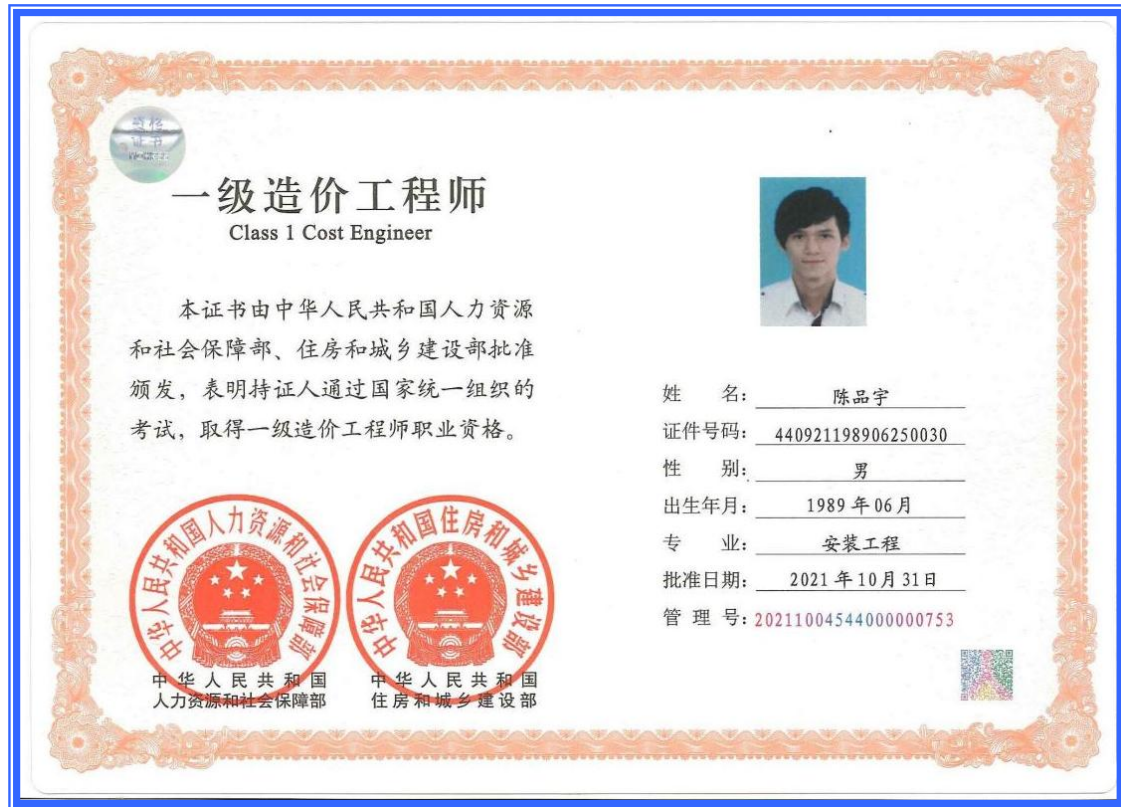 资格
证书
一级造价工程师
Class 1 Cost Engineer
本证书由中华人民共和国人力资源
和社会保障部、住房和城乡建设部批准
颁发，表明持证人通过国家统一组织的
考试，取得一级造价工程师职业资格。
中华人民共和国人力资源和社会保障部
中华人民共和国
人力资源和社会保障部
中华人民共和国住房和城乡建设部
中华人民共和国
住房和城乡建设部
姓 名：陈品宇
证件号码：440921198906250030
性 别：男
出生年月：1989年06月
专 业：安装工程
批准日期：2021年10月31日
管 理 号：20211004544000000753